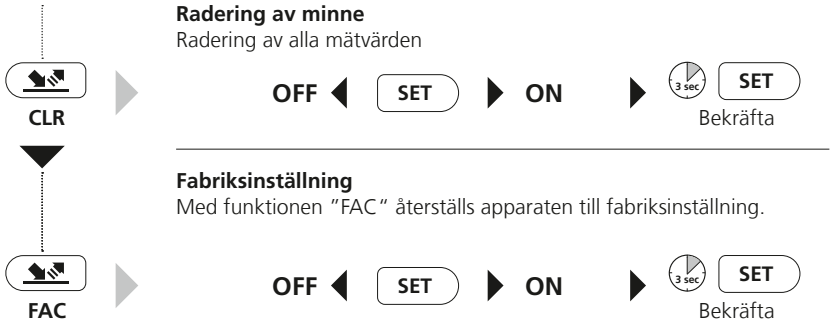 Radering av minne
Radering av alla mätvärden
OFF SET ON 3 sec SET
CLR
Bekräfta
Fabriksinställning
Med funktionen ”FAC“ återställs apparaten till fabriksinställning.
OFF SET ON 3 sec SET
FAC
Bekräfta